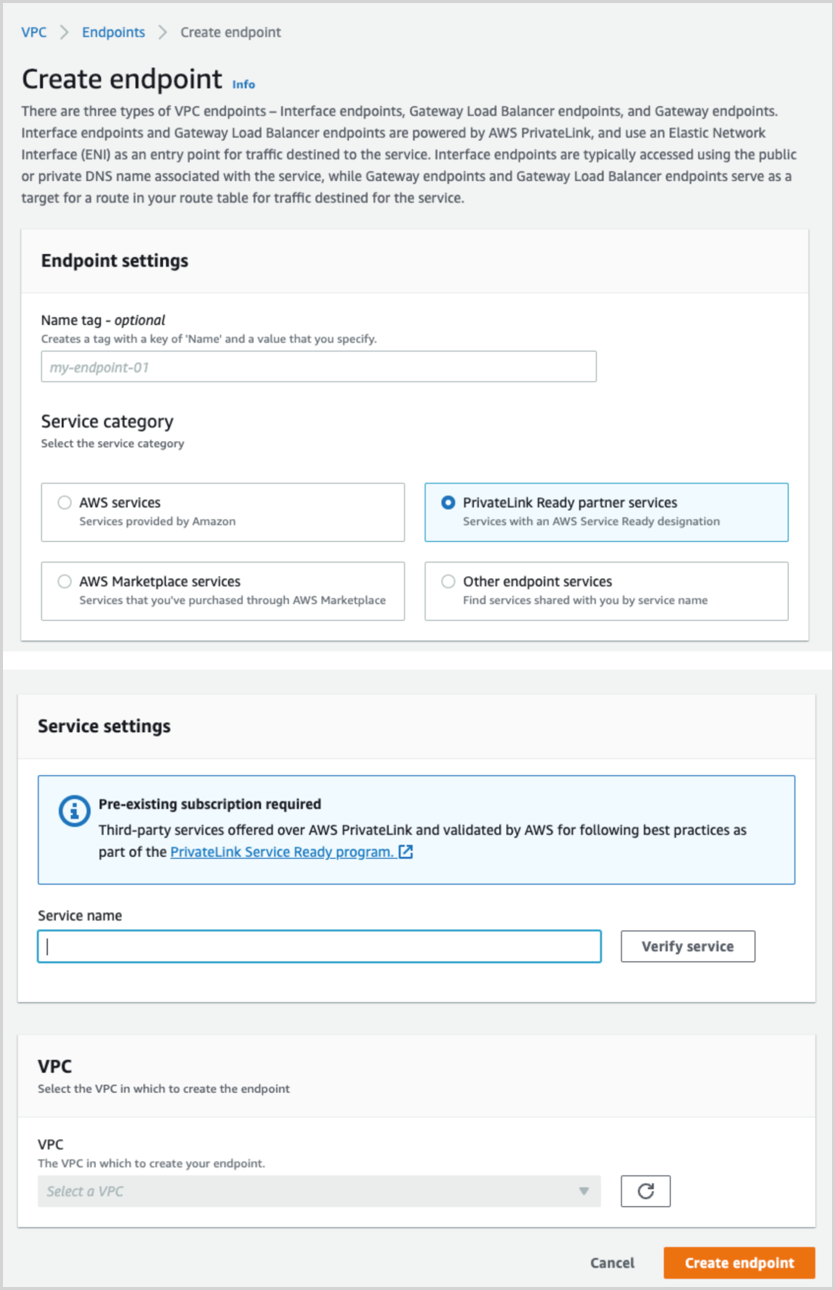 VPC > Endpoints > Create endpoint
Create endpoint Info
There are three types of VPC endpoints – Interface endpoints, Gateway Load Balancer endpoints, and Gateway endpoints.
Interface endpoints and Gateway Load Balancer endpoints are powered by AWS PrivateLink, and use an Elastic Network
Interface (ENI) as an entry point for traffic destined to the service. Interface endpoints are typically accessed using the public
or private DNS name associated with the service, while Gateway endpoints and Gateway Load Balancer endpoints serve as a
target for a route in your route table for traffic destined for the service.
Endpoint settings
Name tag - optional
Creates a tag with a key of 'Name' and a value that you specify.
my-endpoint-01
Service category
Select the service category
AWS services
Services provided by Amazon
PrivateLink Ready partner services
Services with an AWS Service Ready designation
AWS Marketplace services
Services that you've purchased through AWS Marketplace
Other endpoint services
Find services shared with you by service name
Service settings
Pre-existing subscription required
Third-party services offered over AWS PrivateLink and validated by AWS for following best practices as
part of the PrivateLink Service Ready program.
Service name
Verify service
VPC
Select the VPC in which to create the endpoint
VPC
The VPC in which to create your endpoint.
Select a VPC
Cancel
Create endpoint